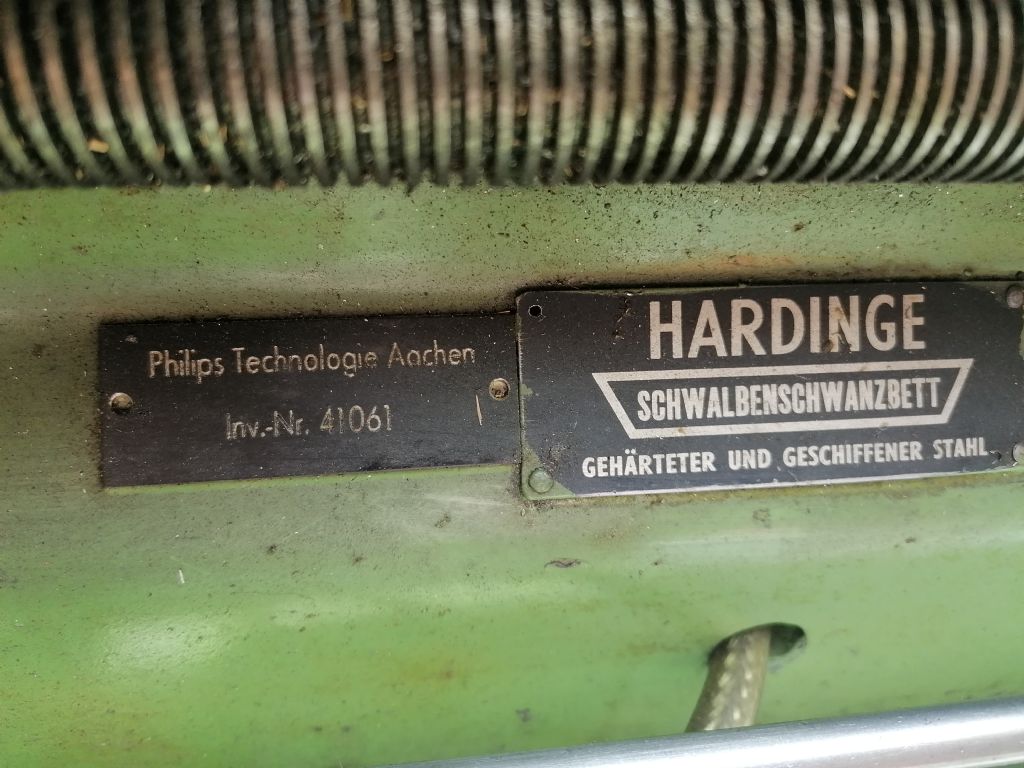 Philips Technologie Aachen
Inv.-Nr. 41061
HARDINGE
SCHWALBENSCHWANZBETT
GEHÄRTETER UND GESCHIFFENER STAHL